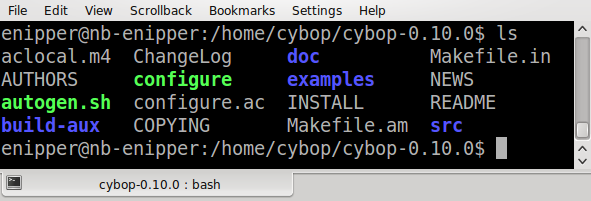 File Edit View Scrollback Bookmarks Settings Help
enipper@nb-enipper:/home/cybop/cybop-0.10.0$ ls
aclocal.m4 ChangeLog doc Makefile.in
AUTHORS configure examples NEWS
autogen.sh configure.ac INSTALL README
build-aux COPYING Makefile.am src
enipper@nb-enipper:/home/cybop/cybop-0.10.0$
cybop-0.10.0 : bash